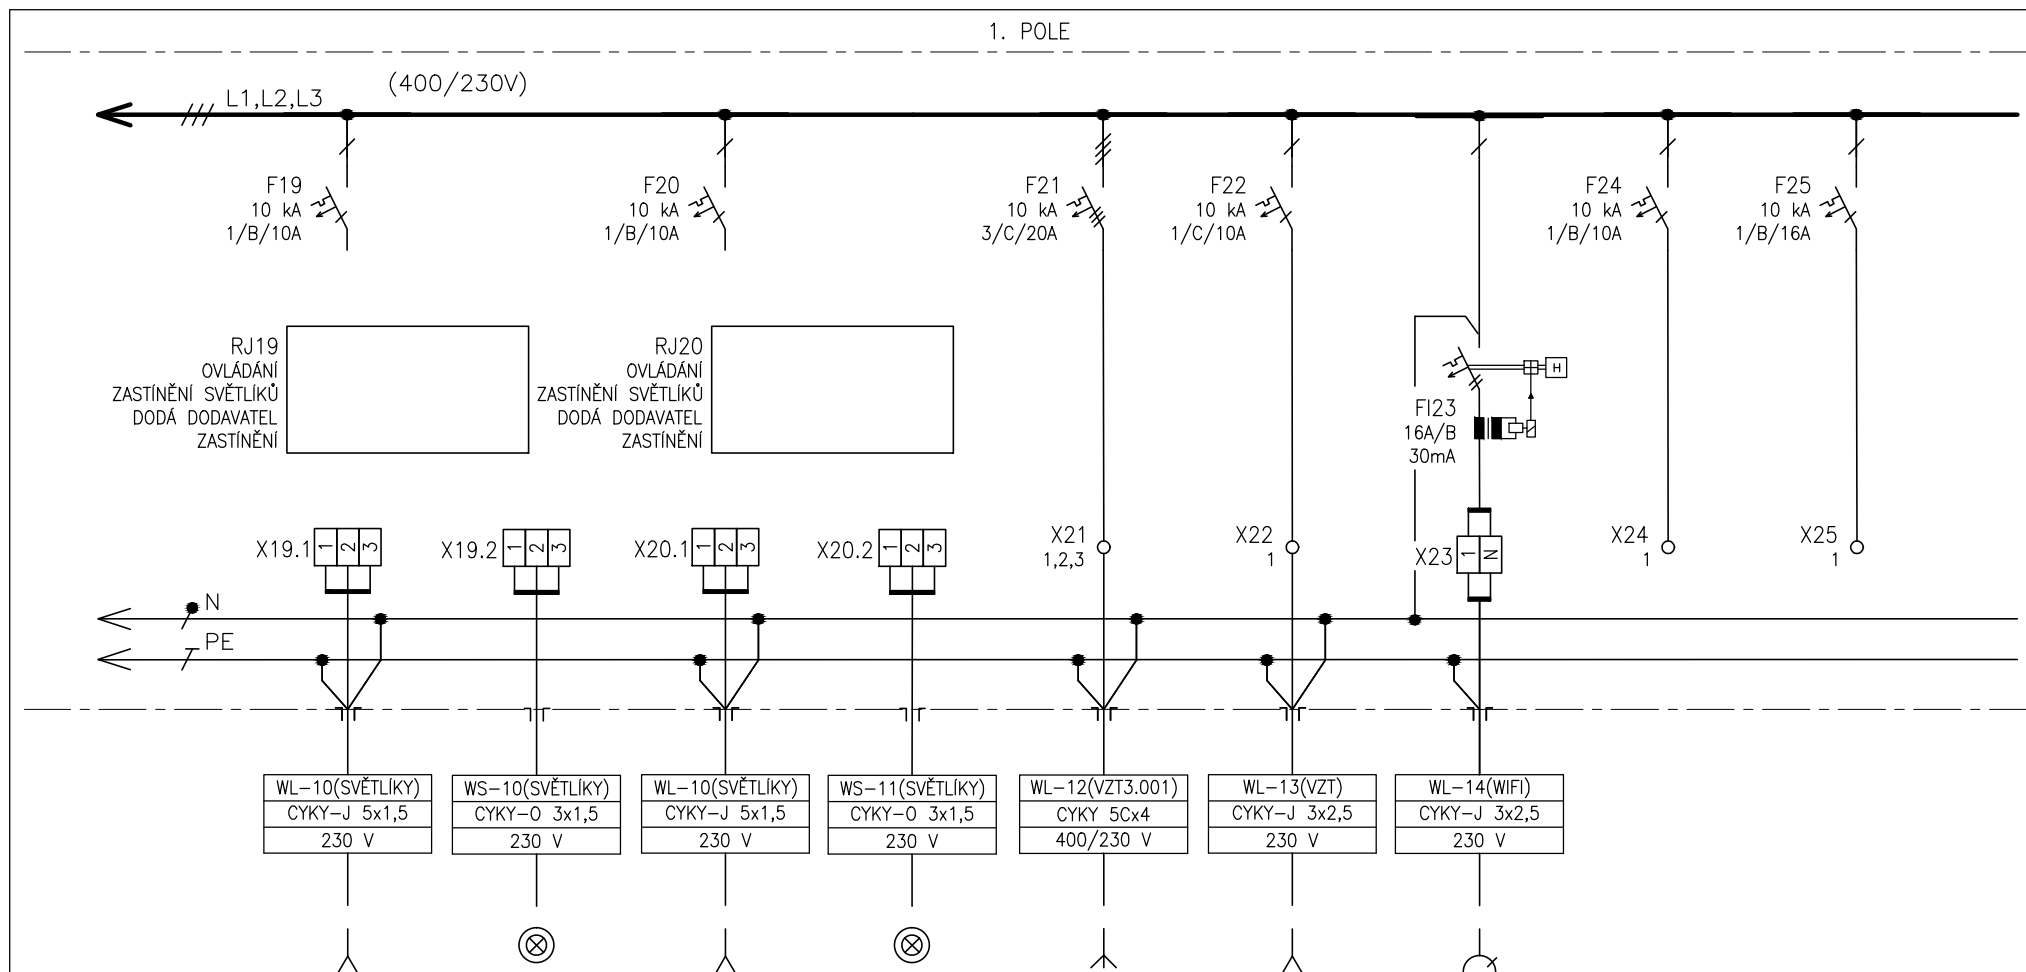 1. POLE
(400/230V)
L1,L2,L3
F19
10 kA
1/B/10A
F20
10 kA
1/B/10A
F21
10 kA
3/C/20A
F22
10 kA
1/C/10A
F24
10 kA
1/B/10A
F25
10 kA
1/B/16A
RJ19
OVLÁDÁNÍ
ZASTÍNĚNÍ SVĚTLÍKŮ
DODÁ DODAVATEL
ZASTÍNĚNÍ
RJ20
OVLÁDÁNÍ
ZASTÍNĚNÍ SVĚTLÍKŮ
DODÁ DODAVATEL
ZASTÍNĚNÍ
H
FI23
16A/B
30mA
X19.1
1 2 3
X19.2
1 2 3
X20.1
1 2 3
X20.2
1 2 3
X21
1,2,3
X22
1
X23
1 N
X24
1
X25
1
N
PE
WL-10(SVĚTLÍKY)
CYKY-J 5x1,5
230 V
WS-10(SVĚTLÍKY)
CYKY-O 3x1,5
230 V
WL-10(SVĚTLÍKY)
CYKY-J 5x1,5
230 V
WS-11(SVĚTLÍKY)
CYKY-O 3x1,5
230 V
WL-12(VZT3.001)
CYKY 5Cx4
400/230 V
WL-13(VZT)
CYKY-J 3x2,5
230 V
WL-14(WIFI)
CYKY-J 3x2,5
230 V